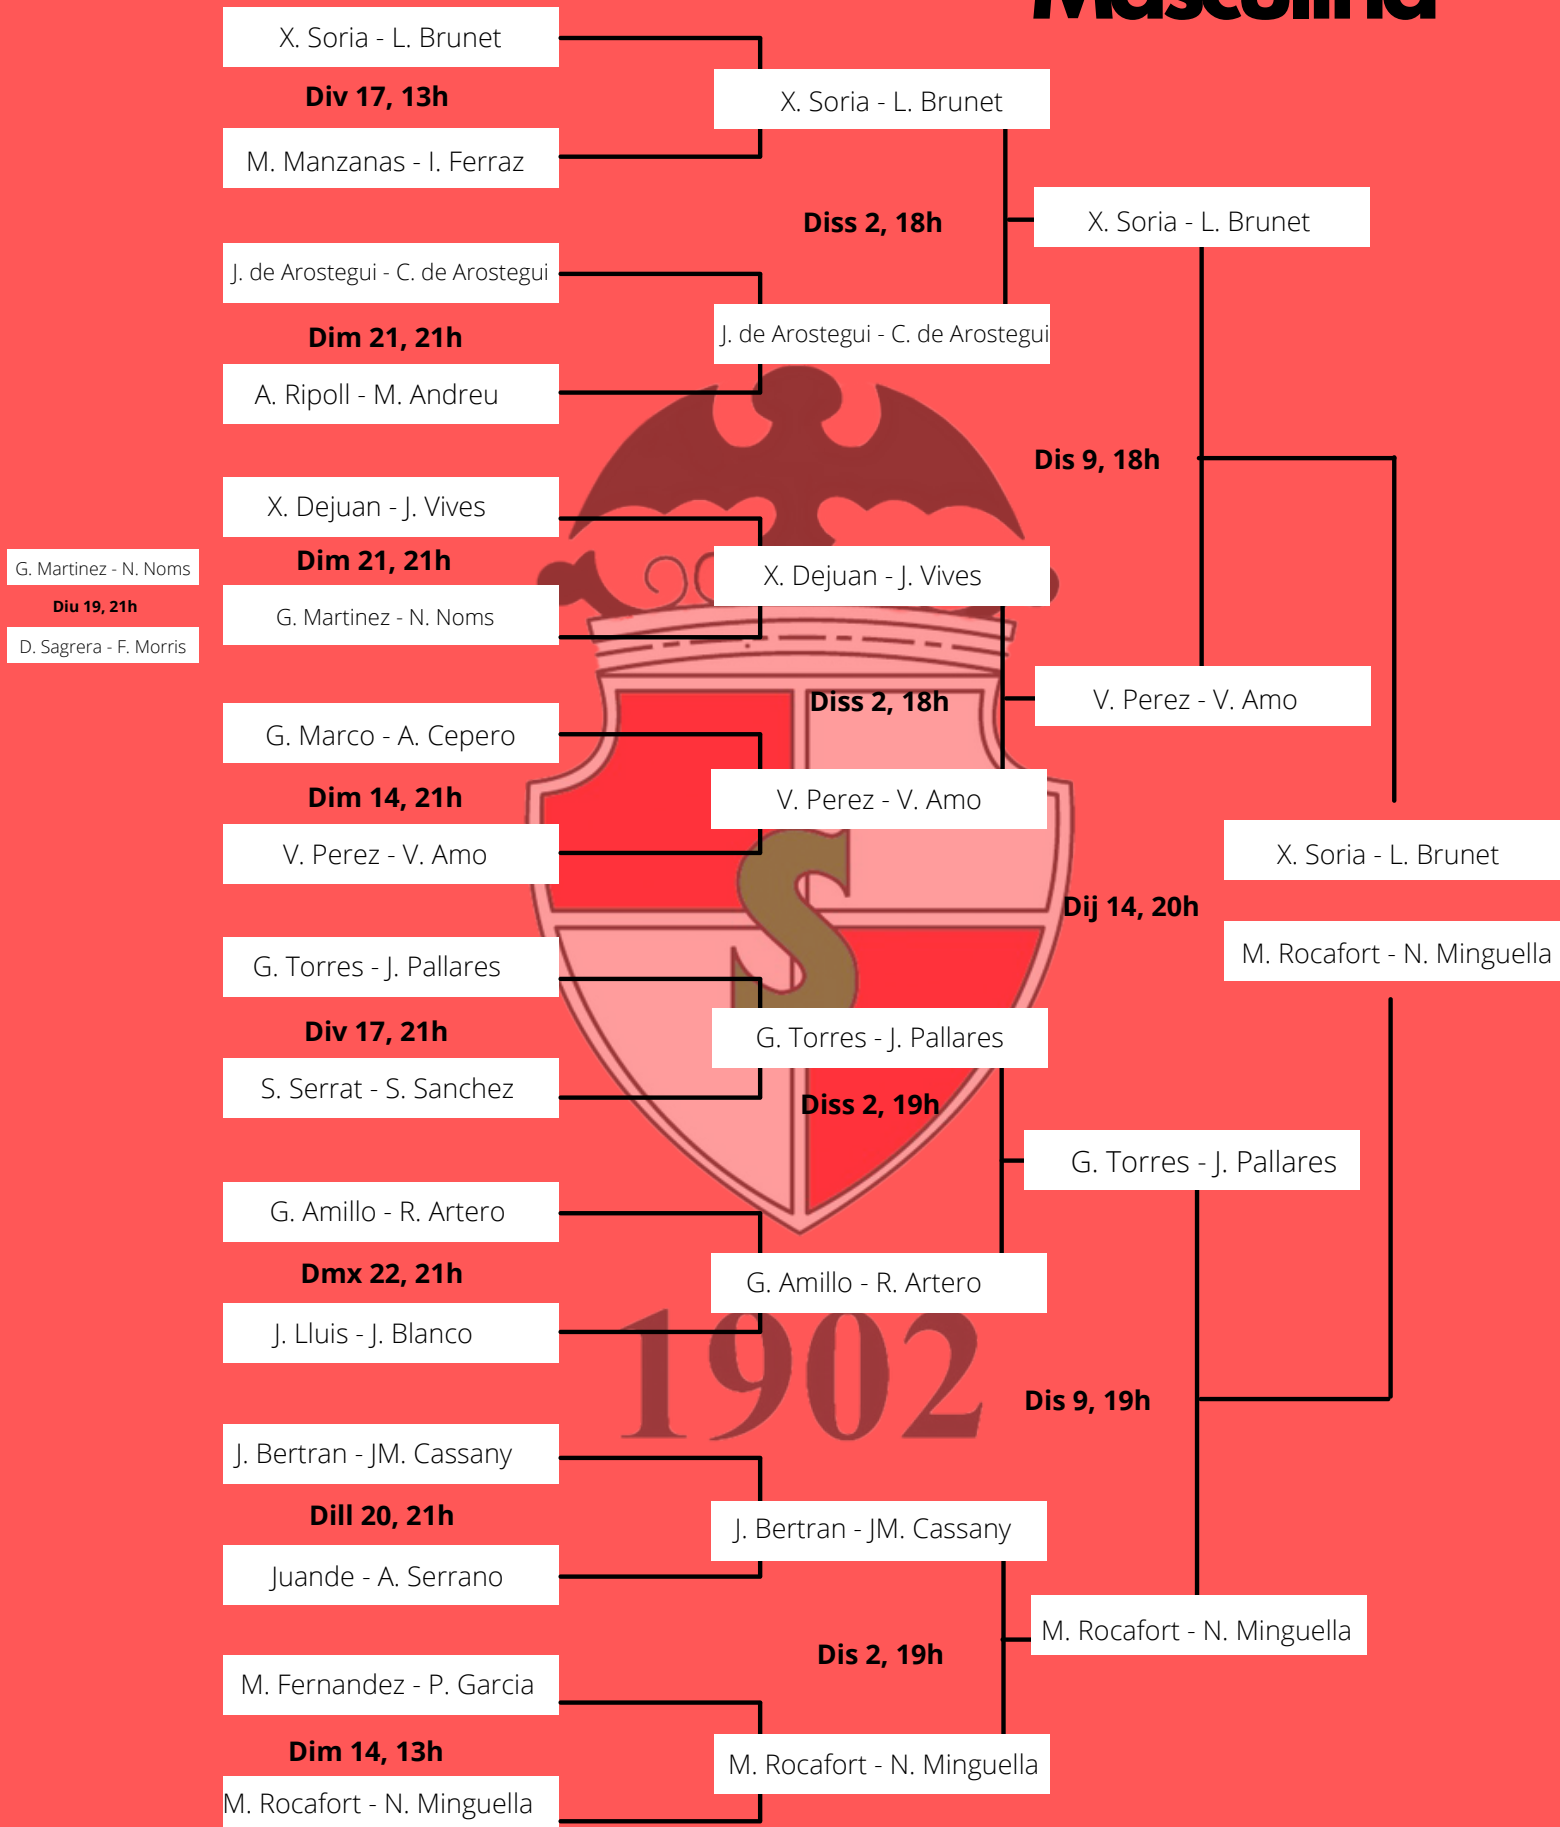 Masculina
X. Soria - L. Brunet
Div 17, 13h
M. Manzanas - I. Ferraz
J. de Arostegui - C. de Arostegui
Dim 21, 21h
A. Ripoll - M. Andreu
X. Dejuan - J. Vives
Dim 21, 21h
G. Martinez - N. Noms
G. Martinez - N. Noms
Diu 19, 21h
D. Sagrera - F. Morris
G. Marco - A. Cepero
Dim 14, 21h
V. Perez - V. Amo
G. Torres - J. Pallares
Div 17, 21h
S. Serrat - S. Sanchez
G. Amillo - R. Artero
Dmx 22, 21h
J. Lluis - J. Blanco
J. Bertran - JM. Cassany
Dill 20, 21h
Juande - A. Serrano
M. Fernandez - P. Garcia
Dim 14, 13h
M. Rocafort - N. Minguella
X. Soria - L. Brunet
Diss 2, 18h
J. de Arostegui - C. de Arostegui
X. Dejuan - J. Vives
Diss 2, 18h
V. Perez - V. Amo
G. Torres - J. Pallares
Diss 2, 19h
G. Amillo - R. Artero
J. Bertran - JM. Cassany
Dis 2, 19h
M. Rocafort - N. Minguella
X. Soria - L. Brunet
Dis 9, 18h
V. Perez - V. Amo
G. Torres - J. Pallares
Dis 9, 19h
M. Rocafort - N. Minguella
X. Soria - L. Brunet
Dij 14, 20h
M. Rocafort - N. Minguella
S
1902